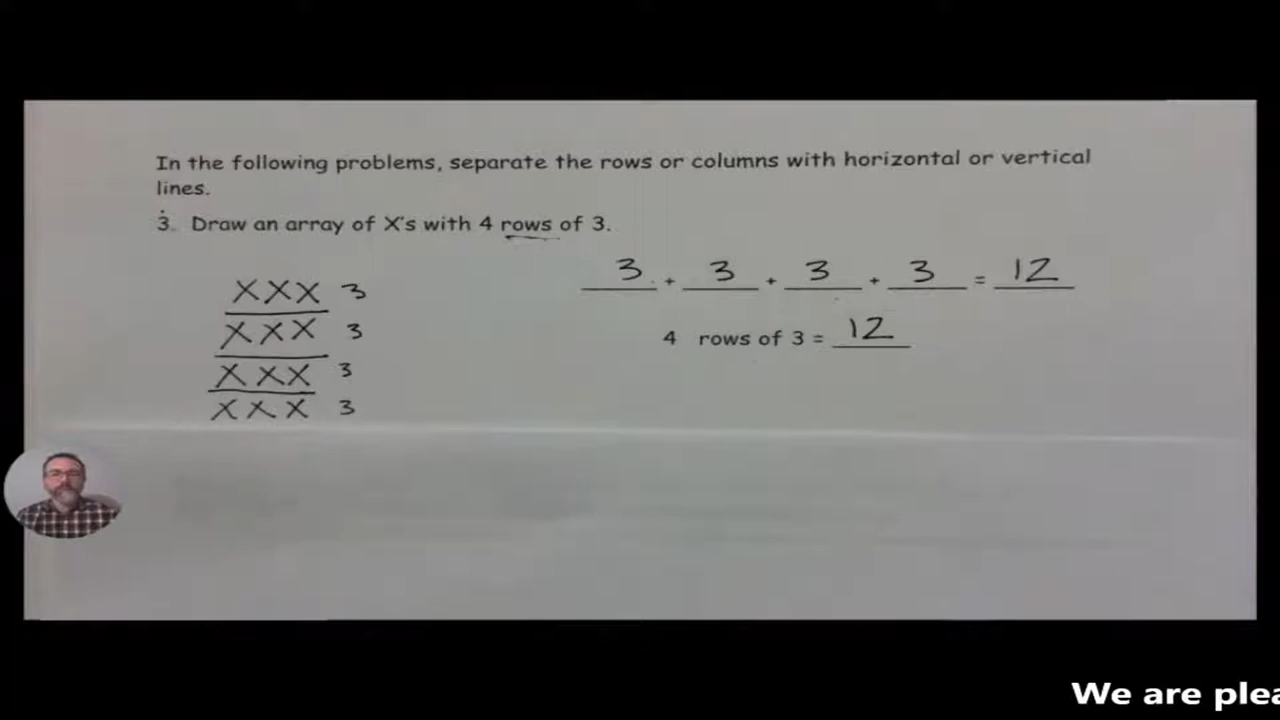 In the following problems, separate the rows or columns with horizontal or vertical
lines.
3. Draw an array of X's with 4 rows of 3.
3 + 3 + 3 + 3 = 12
4 rows of 3 = 12
XXX 3
XXX 3
XXX 3
XXX 3
We are plea